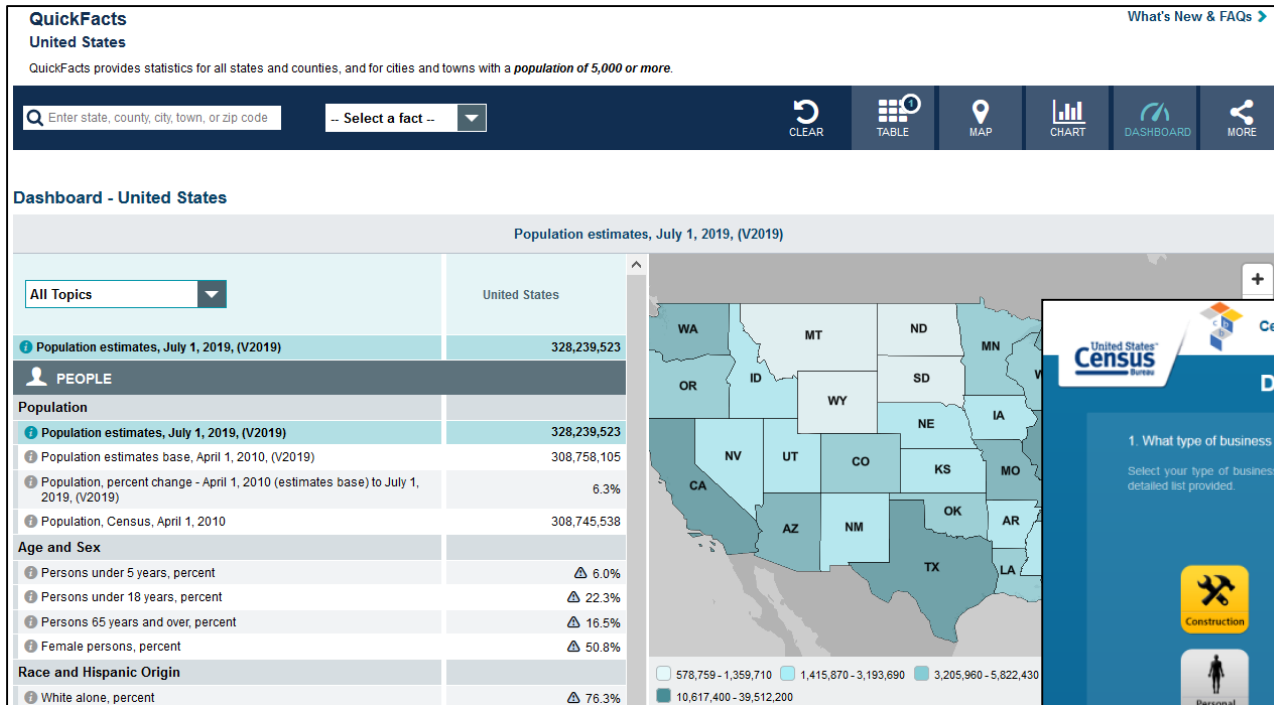 QuickFacts
What's New & FAQs
United States
QuickFacts provides statistics for all states and counties, and for cities and towns with a population of 5,000 or more.
Enter state, county, city, town, or zip code
-- Select a fact --
CLEAR
1
TABLE
MAP
CHART
DASHBOARD
MORE
Dashboard - United States
Population estimates, July 1, 2019, (V2019)
All Topics
United States
Population estimates, July 1, 2019, (V2019) 328,239,523
PEOPLE
Population
Population estimates, July 1, 2019, (V2019) 328,239,523
Population estimates base, April 1, 2010, (V2019) 308,758,105
Population, percent change - April 1, 2010 (estimates base) to July 1,
2019, (V2019) 6.3%
Population, Census, April 1, 2010 308,745,538
Age and Sex
Persons under 5 years, percent 6.0%
Persons under 18 years, percent 22.3%
Persons 65 years and over, percent 16.5%
Female persons, percent 50.8%
Race and Hispanic Origin
White alone, percent 76.3%
+
WA
MT
ND
MN
OR
ID
SD
WY
NE
IA
NV
UT
CO
KS
MO
CA
AZ
NM
OK
AR
TX
LA
578,759 - 1,359,710
1,415,870 - 3,193,690
3,205,960 - 5,822,430
10,617,400 - 39,512,200
United States™
Census
Bureau
c b b
Ce
D
1. What type of business
Select your type of busines
detailed list provided.
Construction
Personal